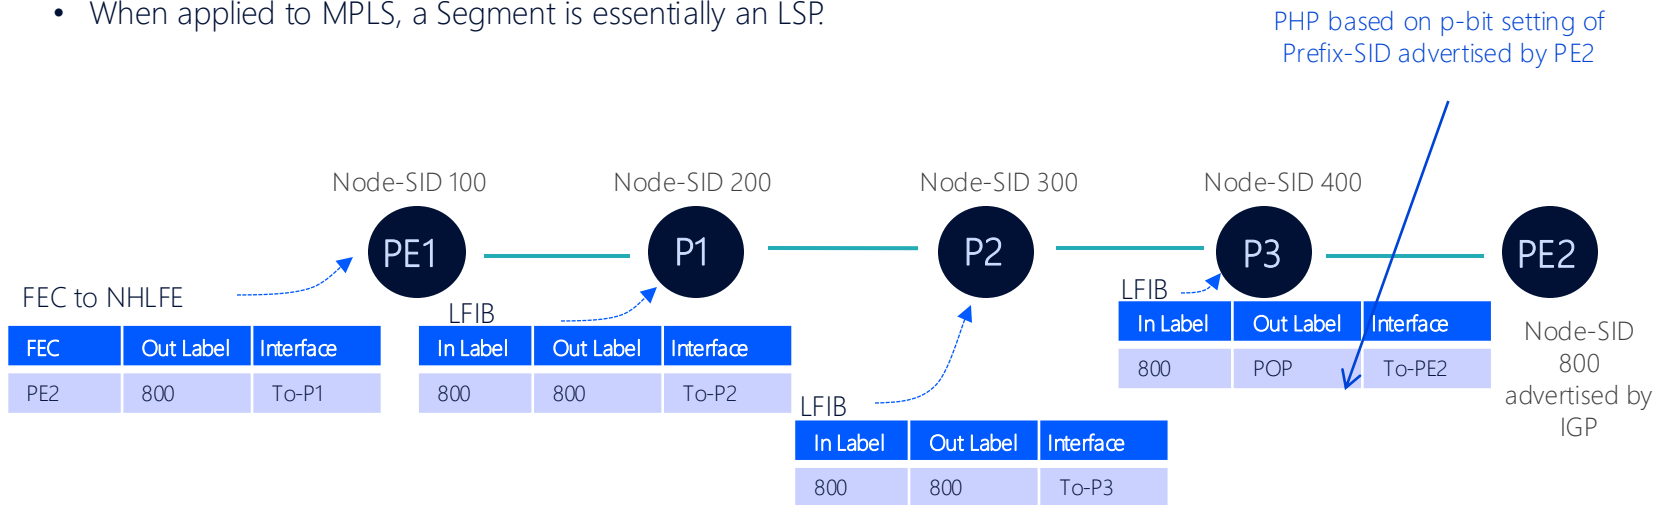 • When applied to MPLS, a Segment is essentially an LSP.
PHP based on p-bit setting of
Prefix-SID advertised by PE2
Node-SID 100
Node-SID 200
Node-SID 300
Node-SID 400
PE1
P1
P2
P3
PE2
FEC to NHLFE
FEC Out Label Interface
PE2 800 To-P1
LFIB
In Label Out Label Interface
800 800 To-P2
LFIB
In Label Out Label Interface
800 800 To-P3
LFIB
In Label Out Label Interface
800 POP To-PE2
Node-SID
800
advertised by
IGP